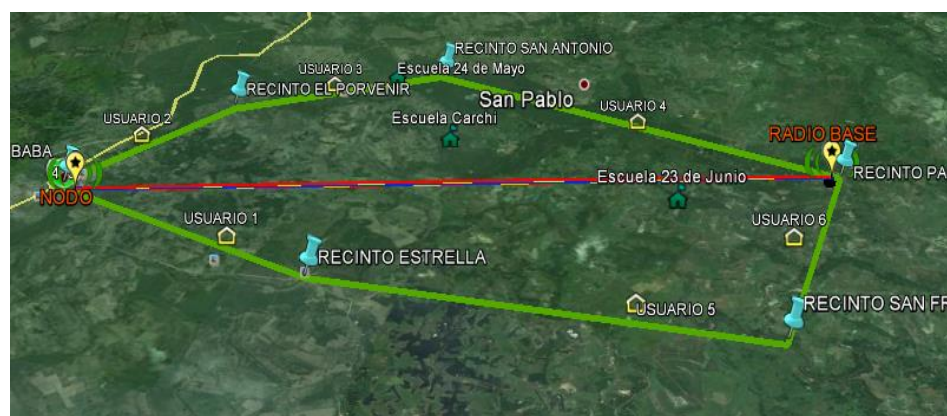 RECINTO SAN ANTONIO
USUARIO 3
Escuela 24 de Mayo
RECINTO EL PORVENIR
San Pablo
USUARIO 4
USUARIO 2
Escuela Carchi
RADIO BASE
BABA
4
RECINTO PA
Escuela 23 de Junio
NODO
USUARIO 1
USUARIO 6
RECINTO ESTRELLA
RECINTO SAN FR
USUARIO 5